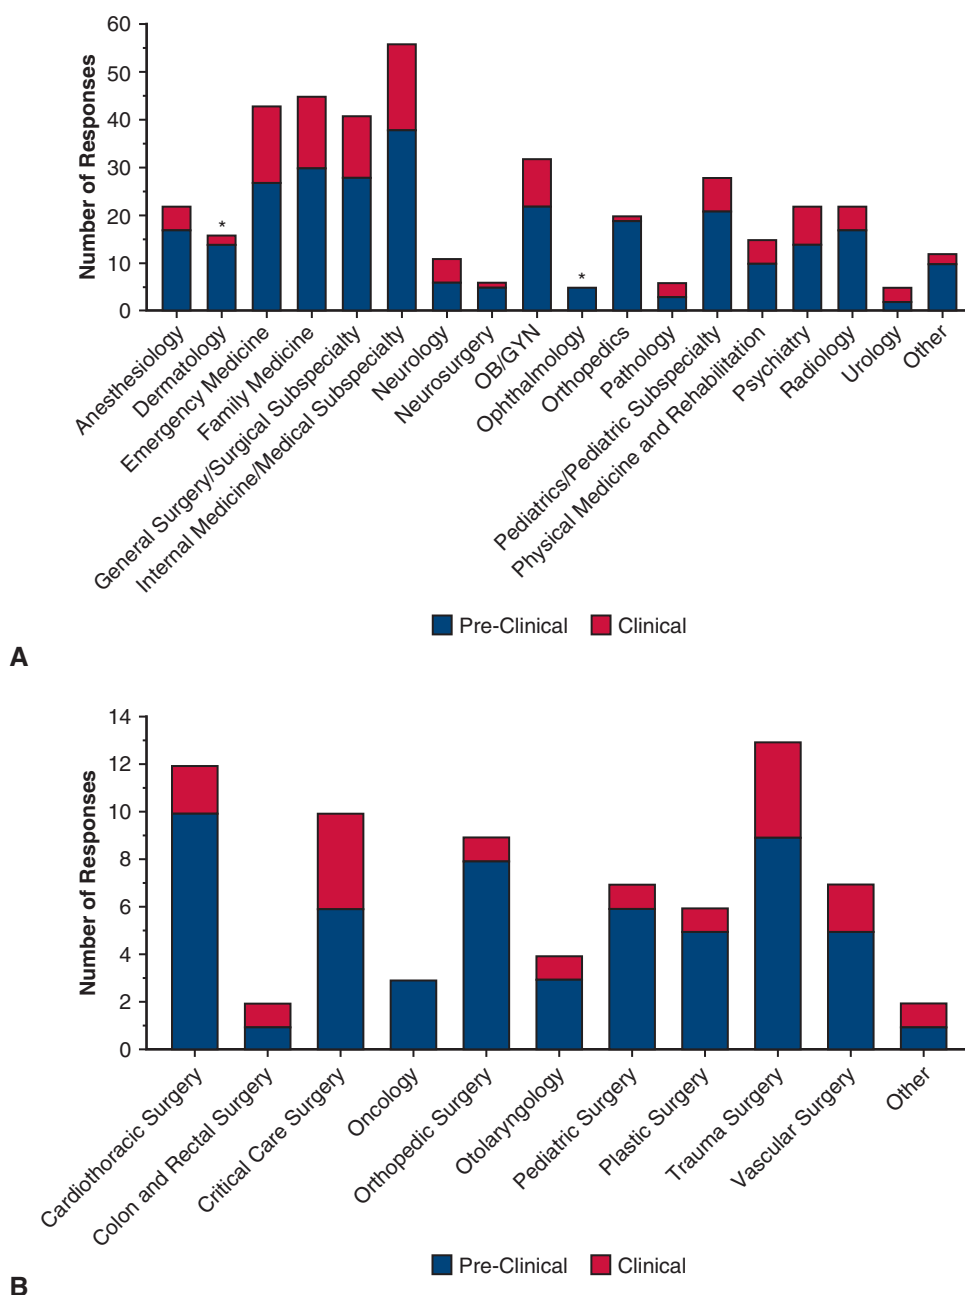 60
50
40
30
20
10
0
Number of Responses
*
*
Anesthesiology
Dermatology
Emergency Medicine
Family Medicine
General Surgery/Surgical Subspecialty
Internal Medicine/Medical Subspecialty
Neurology
Neurosurgery
OB/GYN
Ophthalmology
Orthopedics
Pathology
Pediatrics/Pediatric Subspecialty
Physical Medicine and Rehabilitation
Psychiatry
Radiology
Urology
Other
Pre-Clinical Clinical
A
14
12
10
8
6
4
2
0
Number of Responses
Cardiothoracic Surgery
Colon and Rectal Surgery
Critical Care Surgery
Oncology
Orthopedic Surgery
Otolaryngology
Pediatric Surgery
Plastic Surgery
Trauma Surgery
Vascular Surgery
Other
Pre-Clinical Clinical
B